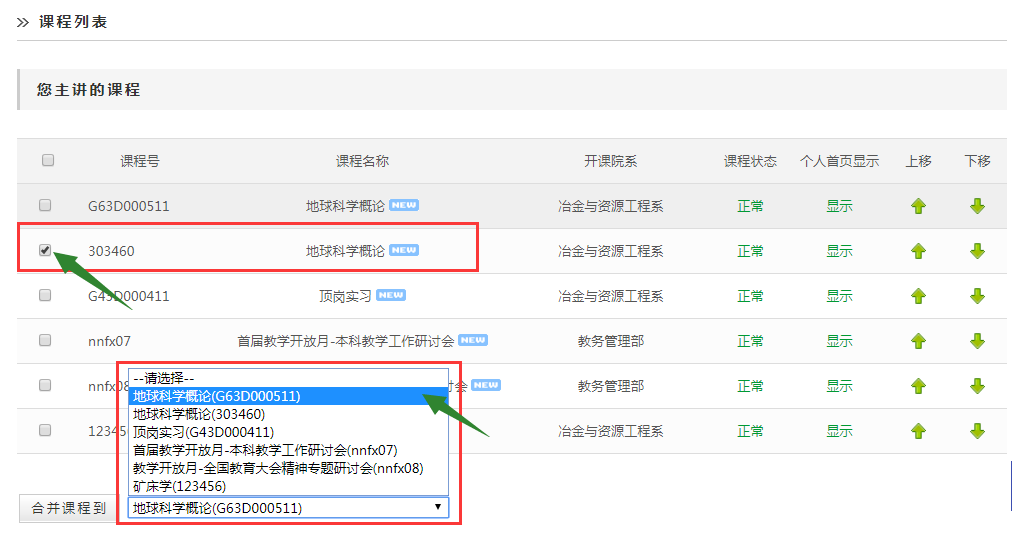 课程列表
您主讲的课程
课程号 课程名称 开课院系 课程状态 个人首页显示 上移 下移
G63D000511 地球科学概论 NEW 冶金与资源工程系 正常 显示
303460 地球科学概论 NEW 冶金与资源工程系 正常 显示
G43D000411 顶岗实习 NEW 冶金与资源工程系 正常 显示
nnfx07 首届教学开放月-本科教学工作研讨会 NEW 教务管理部 正常 显示
nnfx08 会 NEW 教务管理部 正常 显示
12345 冶金与资源工程系 正常 显示
--请选择--
地球科学概论(G63D000511)
地球科学概论(303460)
顶岗实习(G43D000411)
首届教学开放月-本科教学工作研讨会(nnfx07)
教学开放月-全国教育大会精神专题研讨会(nnfx08)
矿床学(123456)
合并课程到 地球科学概论(G63D000511)